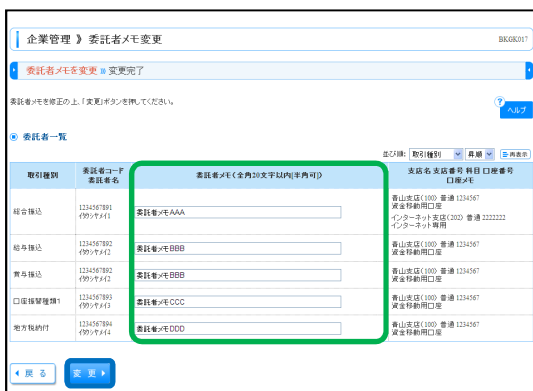 企業管理 》 委託者メモ変更
BKGK017
委託者メモを変更 » 変更完了
委託者メモを修正の上、「変更」ボタンを押してください。
? ヘルプ
委託者一覧
並び順: 取引種別 昇順 再表示
取引種別 委託者コード 委託者名 委託者メモ(全角20文字以内[半角可]) 支店名 支店番号 科目 口座番号 口座メモ
総合振込 1234567891 イタクシヤメイ1 委託者メモAAA 青山支店(100) 普通 1234567
資金移動用口座
インターネット支店(202) 普通 2222222
インターネット専用
給与振込 1234567892 イタクシヤメイ2 委託者メモBBB 青山支店(100) 普通 1234567
資金移動用口座
賞与振込 1234567892 イタクシヤメイ2 委託者メモBBB 青山支店(100) 普通 1234567
資金移動用口座
口座振替種類1 1234567893 イタクシヤメイ3 委託者メモCCC 青山支店(100) 普通 1234567
資金移動用口座
地方税納付 1234567894 イタクシヤメイ4 委託者メモDDD 青山支店(100) 普通 1234567
資金移動用口座
戻る 変更